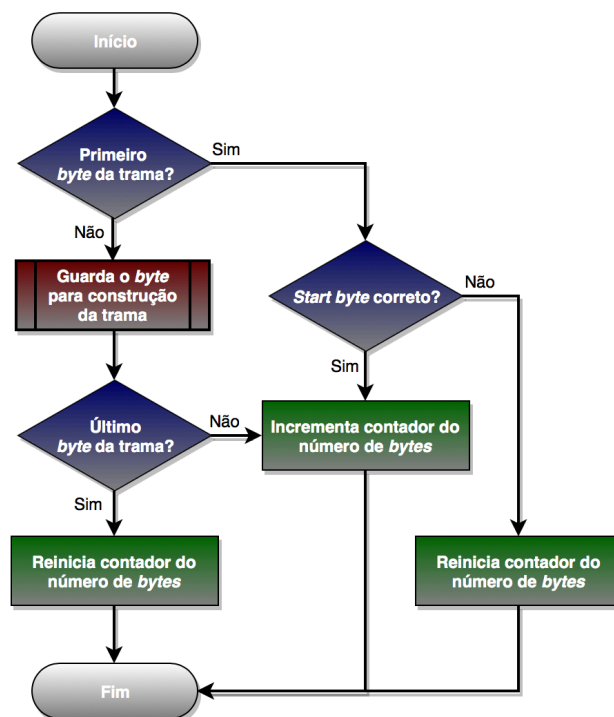 Início
Primeiro
byte da trama?
Sim
Não
Guarda o byte
para construção
da trama
Start byte correto?
Não
Sim
Último
byte da trama?
Não
Incrementa contador do
número de bytes
Sim
Reinicia contador do
número de bytes
Reinicia contador do
número de bytes
Fim